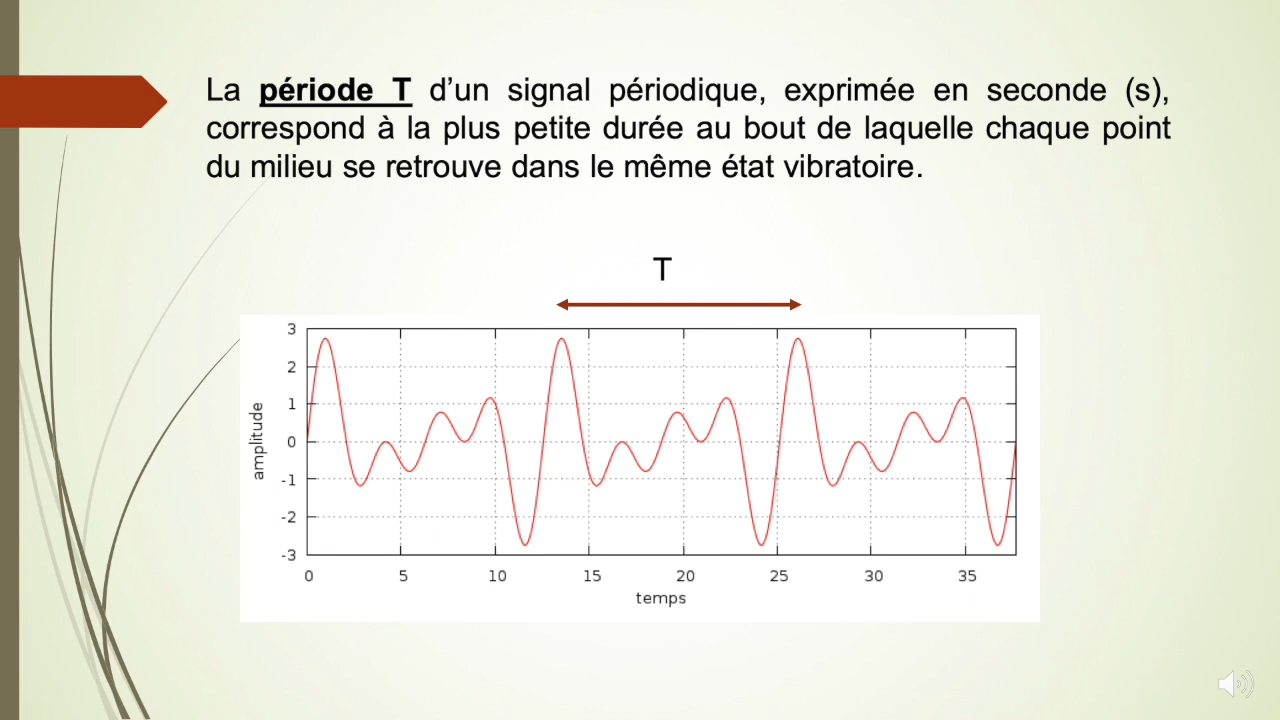 La période T d’un signal périodique, exprimée en seconde (s),
correspond à la plus petite durée au bout de laquelle chaque point
du milieu se retrouve dans le même état vibratoire.
T
3
2
1
0
-1
-2
-3
amplitude
0 5 10 15 20 25 30 35
temps